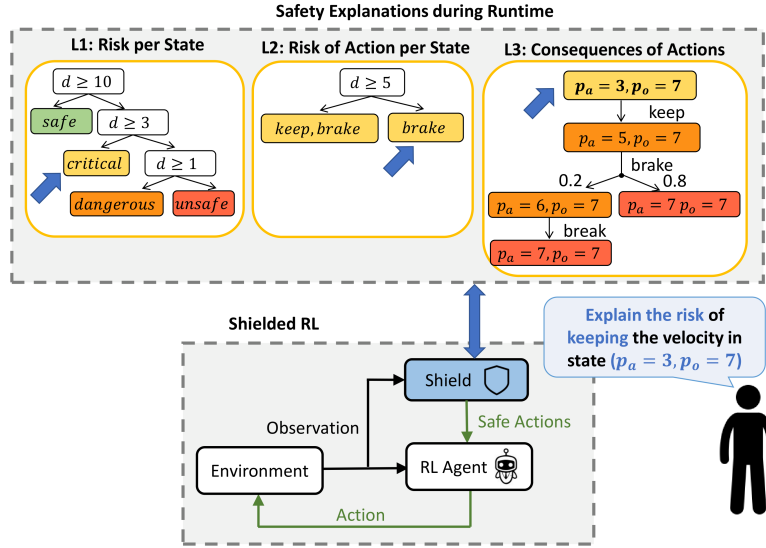 Safety Explanations during Runtime
L1: Risk per State
d ≥ 10
safe
d ≥ 3
critical
d ≥ 1
dangerous
unsafe
L2: Risk of Action per State
d ≥ 5
keep, brake
brake
L3: Consequences of Actions
p_a = 3, p_o = 7
keep
p_a = 5, p_o = 7
brake
0.2
0.8
p_a = 6, p_o = 7
p_a = 7 p_o = 7
break
p_a = 7, p_o = 7
Shielded RL
Explain the risk of
keeping the velocity in
state (p_a = 3, p_o = 7)
Shield
Observation
Safe Actions
Environment
RL Agent
Action